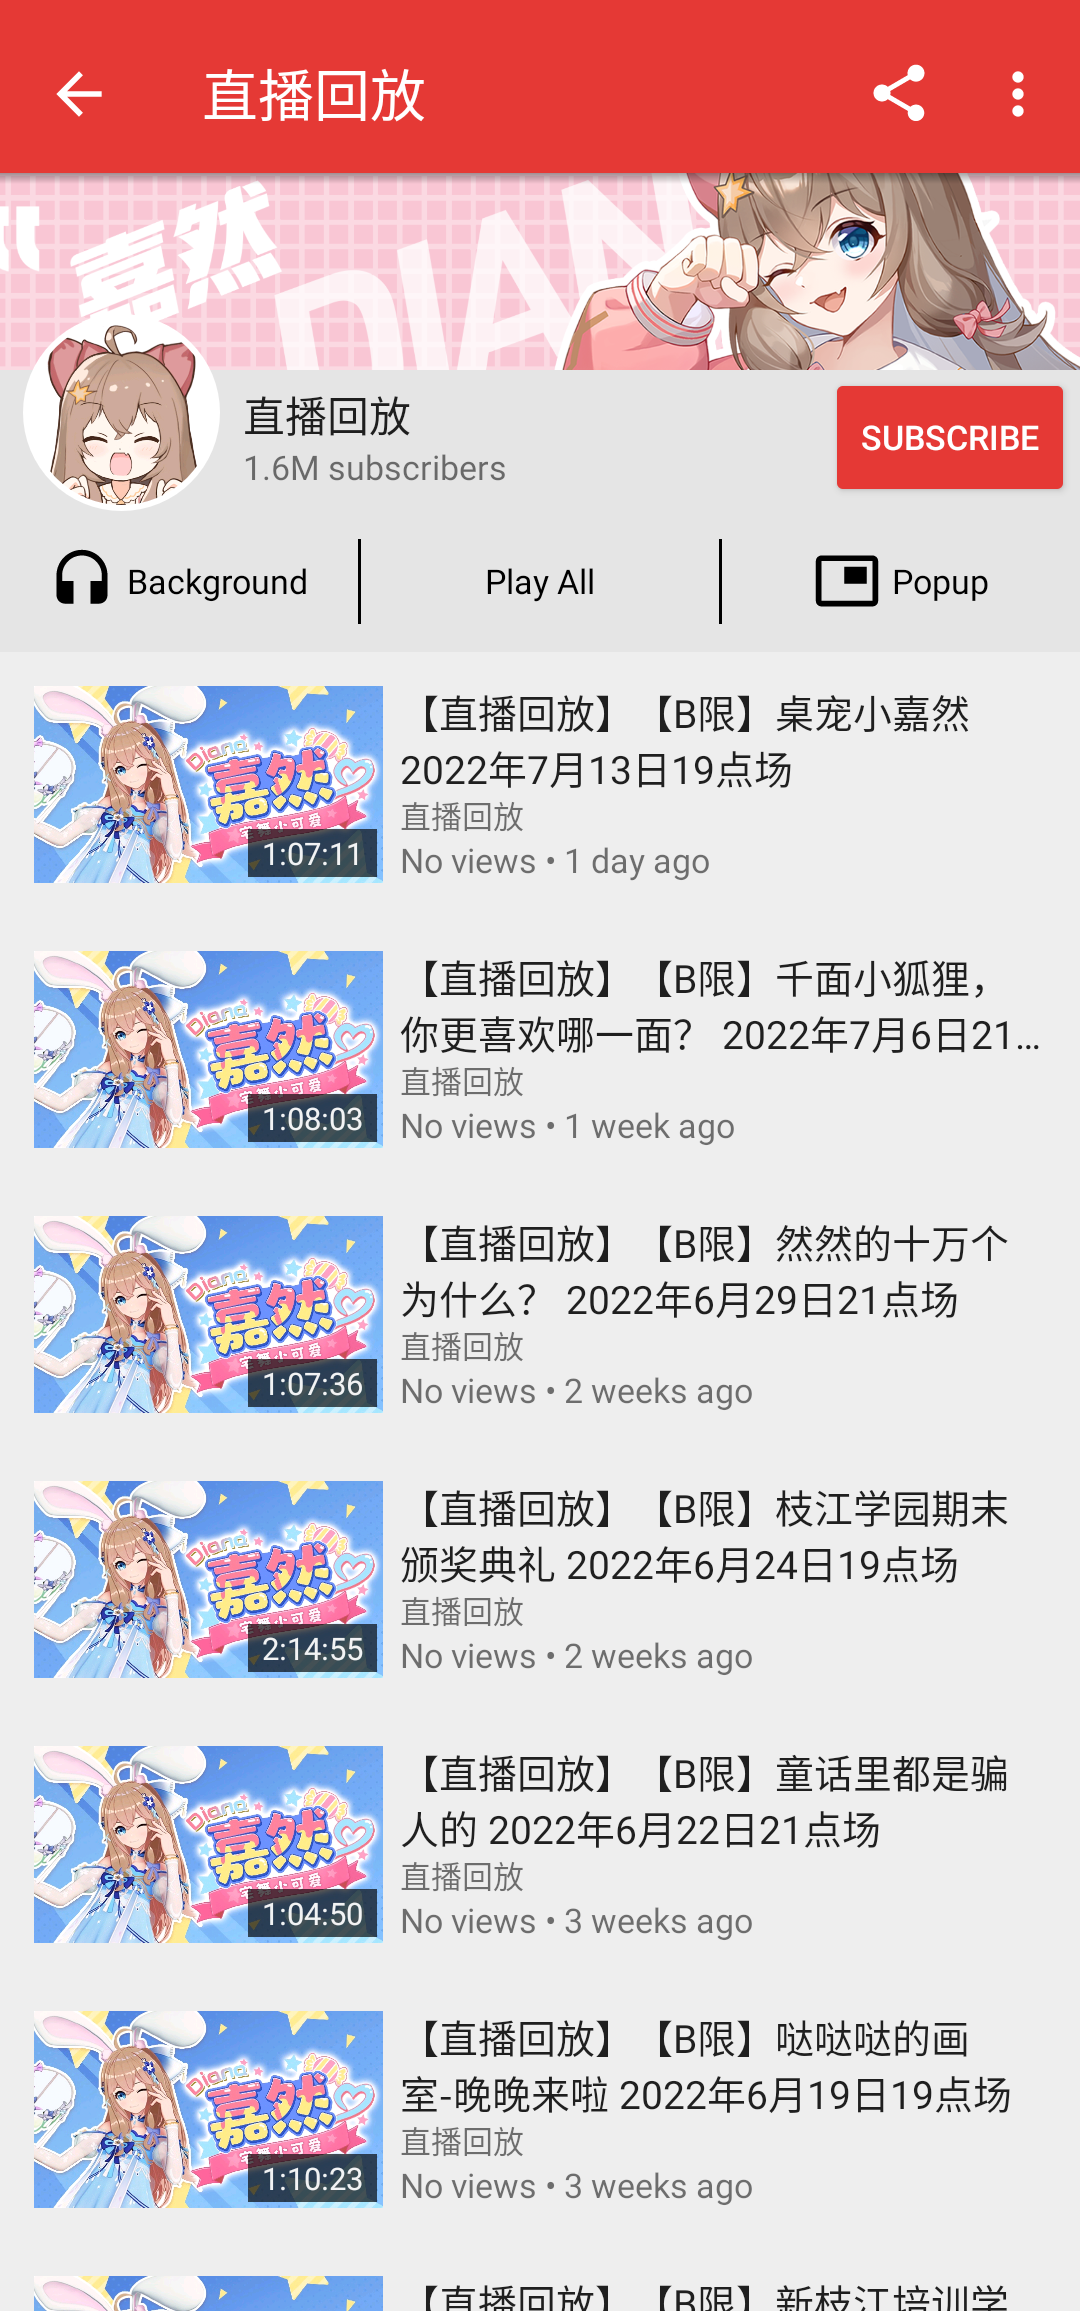 直播回放
嘉然
DIAN
直播回放
1.6M subscribers
SUBSCRIBE
Background
Play All
Popup
Diana
嘉然
宅舞小可爱
1:07:11
【直播回放】【B限】桌宠小嘉然
2022年7月13日19点场
直播回放
No views • 1 day ago
Diana
嘉然
宅舞小可爱
1:08:03
【直播回放】【B限】千面小狐狸，
你更喜欢哪一面？ 2022年7月6日21…
直播回放
No views • 1 week ago
Diana
嘉然
宅舞小可爱
1:07:36
【直播回放】【B限】然然的十万个
为什么？ 2022年6月29日21点场
直播回放
No views • 2 weeks ago
Diana
嘉然
宅舞小可爱
2:14:55
【直播回放】【B限】枝江学园期末
颁奖典礼 2022年6月24日19点场
直播回放
No views • 2 weeks ago
Diana
嘉然
宅舞小可爱
1:04:50
【直播回放】【B限】童话里都是骗
人的 2022年6月22日21点场
直播回放
No views • 3 weeks ago
Diana
嘉然
宅舞小可爱
1:10:23
【直播回放】【B限】哒哒哒的画
室-晚晚来啦 2022年6月19日19点场
直播回放
No views • 3 weeks ago
【直播回放】【B限】新枝江培训学